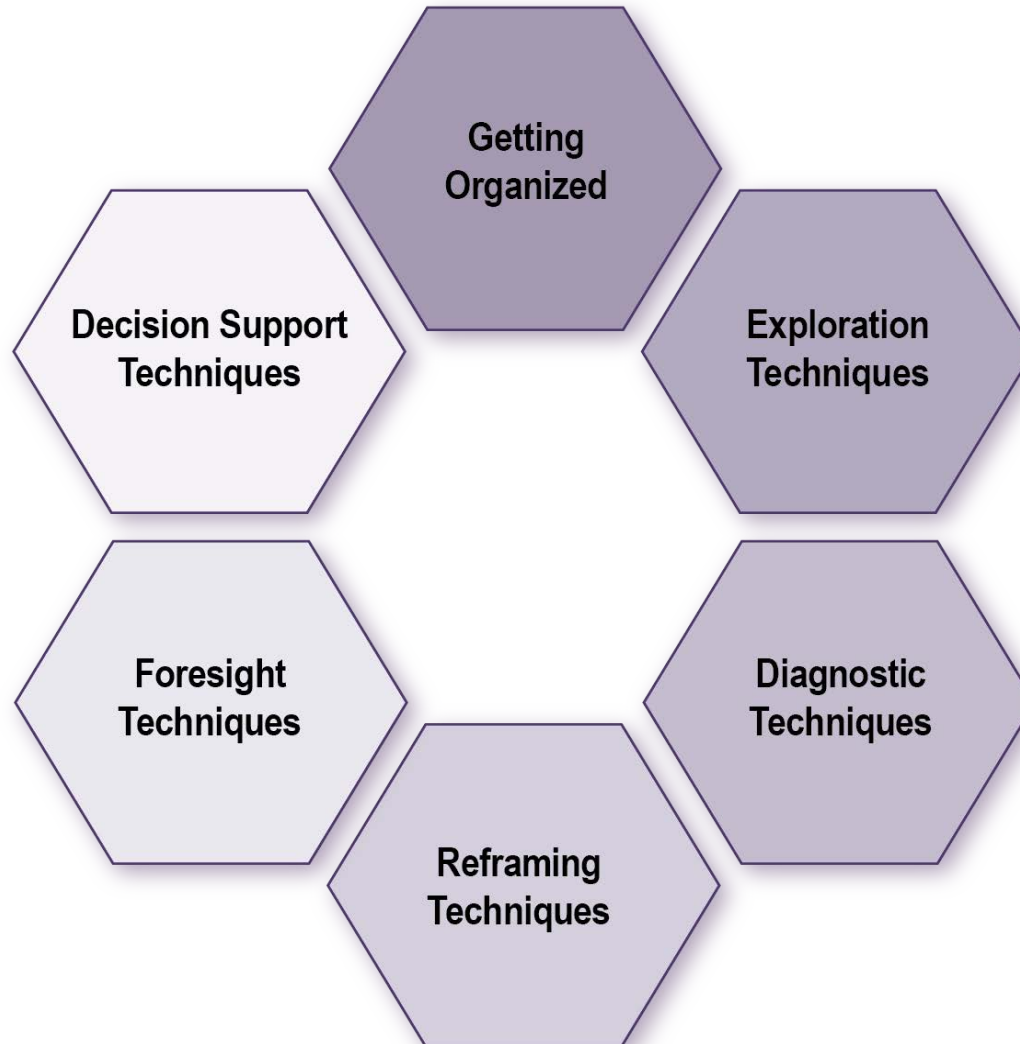 Getting
Organized
Decision Support
Techniques
Exploration
Techniques
Foresight
Techniques
Diagnostic
Techniques
Reframing
Techniques